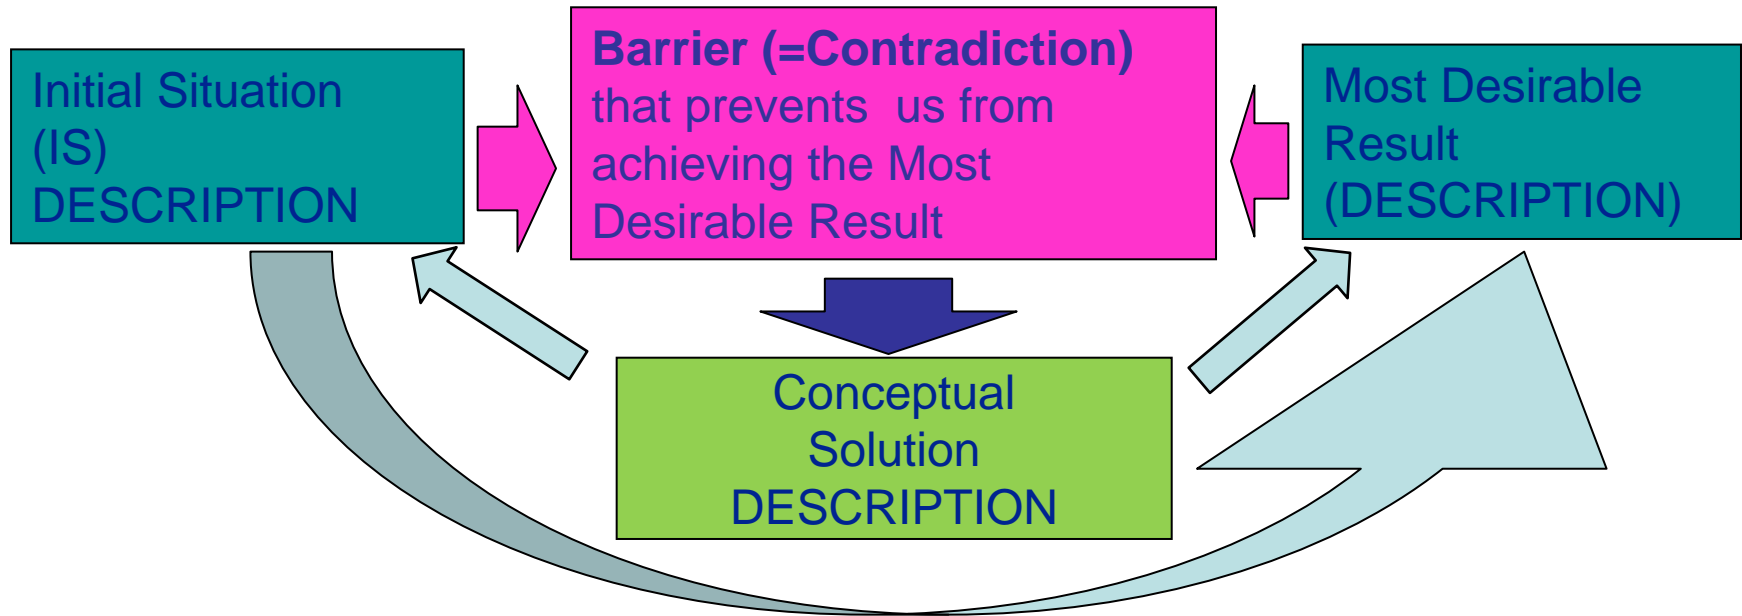 Initial Situation
(IS)
DESCRIPTION
Barrier (=Contradiction)
that prevents  us from
achieving the Most
Desirable Result
Most Desirable
Result
(DESCRIPTION)
Conceptual
Solution
DESCRIPTION